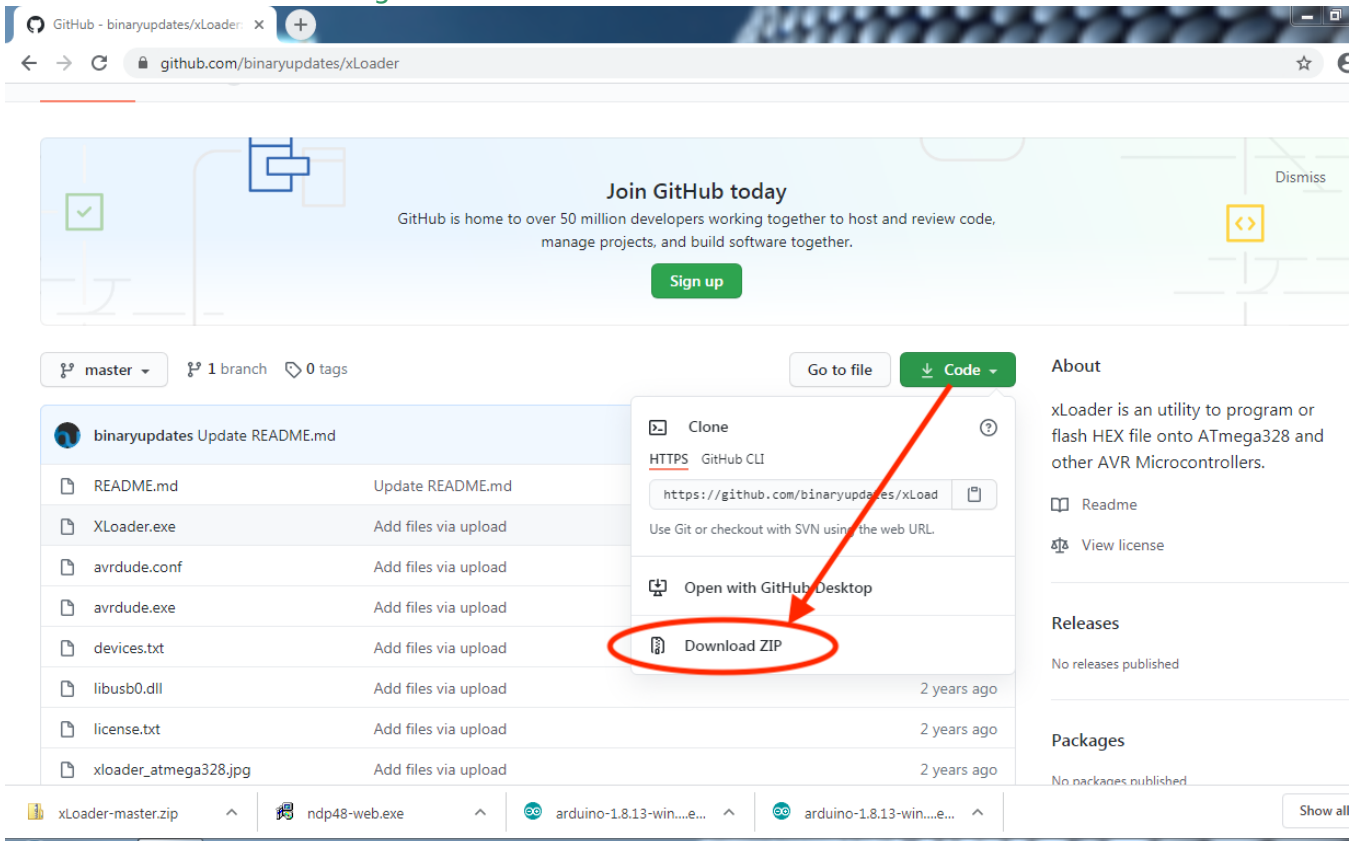 GitHub - binaryupdates/xLoader:
github.com/binaryupdates/xLoader
Join GitHub today
Dismiss
GitHub is home to over 50 million developers working together to host and review code,
manage projects, and build software together.
Sign up
master
1 branch
0 tags
Go to file
Code
binaryupdates Update README.md
README.md Update README.md
XLoader.exe Add files via upload
avrdude.conf Add files via upload
avrdude.exe Add files via upload
devices.txt Add files via upload
libusb0.dll Add files via upload 2 years ago
license.txt Add files via upload 2 years ago
xloader_atmega328.jpg Add files via upload 2 years ago
Clone
HTTPS GitHub CLI
https://github.com/binaryupdates/xLoad
Use Git or checkout with SVN using the web URL.
Open with GitHub Desktop
Download ZIP
About
xLoader is an utility to program or
flash HEX file onto ATmega328 and
other AVR Microcontrollers.
Readme
View license
Releases
No releases published
Packages
No packages published
xLoader-master.zip
ndp48-web.exe
arduino-1.8.13-win....e...
arduino-1.8.13-win....e...
Show all